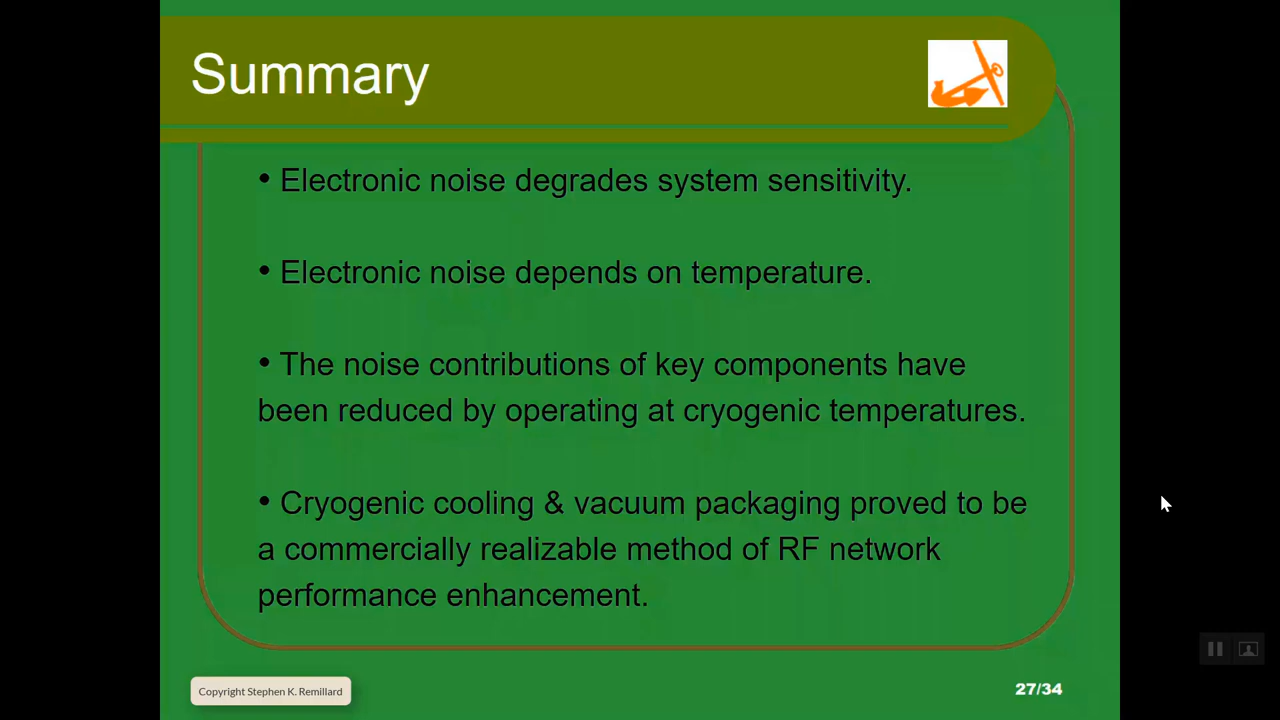 Summary
• Electronic noise degrades system sensitivity.
• Electronic noise depends on temperature.
• The noise contributions of key components have
been reduced by operating at cryogenic temperatures.
• Cryogenic cooling & vacuum packaging proved to be
a commercially realizable method of RF network
performance enhancement.
Copyright Stephen K. Remillard
27/34